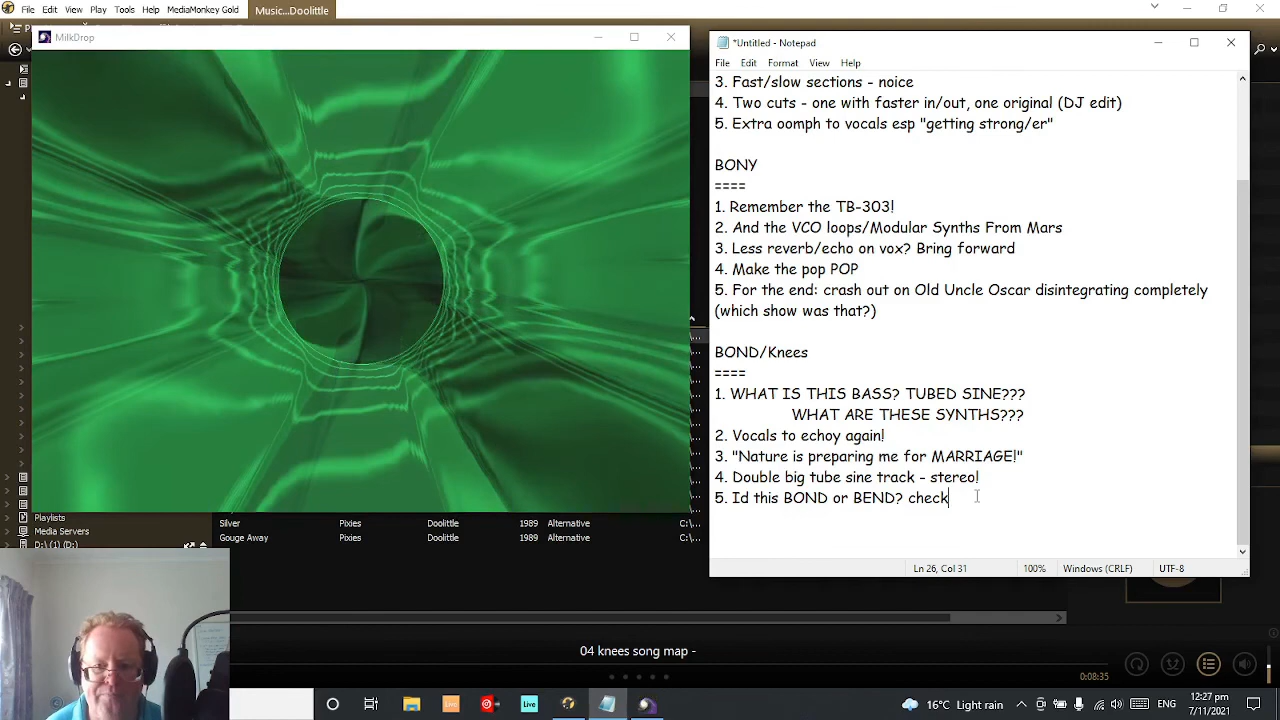 File Edit View Play Tools Help MediaMonkey Gold Music...Doolittle
MilkDrop
*Untitled - Notepad
File Edit Format View Help
3. Fast/slow sections - noice
4. Two cuts - one with faster in/out, one original (DJ edit)
5. Extra oomph to vocals esp "getting strong/er"
BONY
====
1. Remember the TB-303!
2. And the VCO loops/Modular Synths From Mars
3. Less reverb/echo on vox? Bring forward
4. Make the pop POP
5. For the end: crash out on Old Uncle Oscar disintegrating completely
(which show was that?)
BOND/Knees
====
1. WHAT IS THIS BASS? TUBED SINE???
WHAT ARE THESE SYNTHS???
2. Vocals to echoy again!
3. "Nature is preparing me for MARRIAGE!"
4. Double big tube sine track - stereo!
5. Id this BOND or BEND? check
Ln 26, Col 31 100% Windows (CRLF) UTF-8
Playlists
Media Servers
D:\ (1) (D:)
Silver Pixies Doolittle 1989 Alternative C:\...
Gouge Away Pixies Doolittle 1989 Alternative C:\...
04 knees song map -
0:08:35
Live Live
16°C Light rain
12:27 pm
7/11/2021